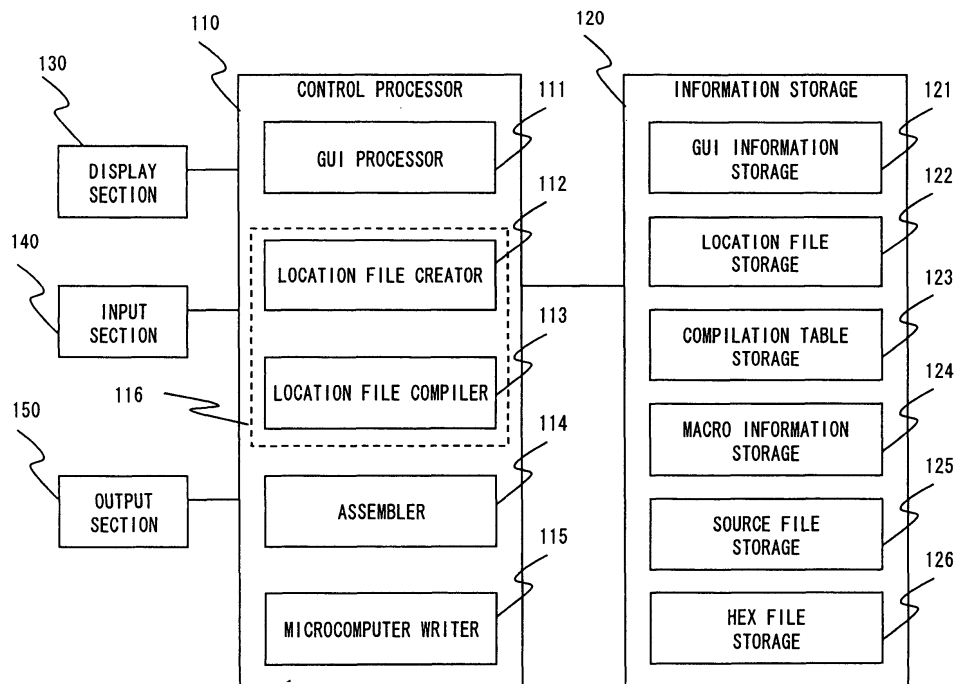 110
120
130
CONTROL PROCESSOR
111
INFORMATION STORAGE
121
GUI PROCESSOR
GUI INFORMATION
STORAGE
DISPLAY
SECTION
112
122
140
LOCATION FILE CREATOR
LOCATION FILE
STORAGE
INPUT
SECTION
113
123
COMPILATION TABLE
STORAGE
116
LOCATION FILE COMPILER
124
150
114
MACRO INFORMATION
STORAGE
OUTPUT
SECTION
ASSEMBLER
125
SOURCE FILE
STORAGE
115
126
MICROCOMPUTER WRITER
HEX FILE
STORAGE